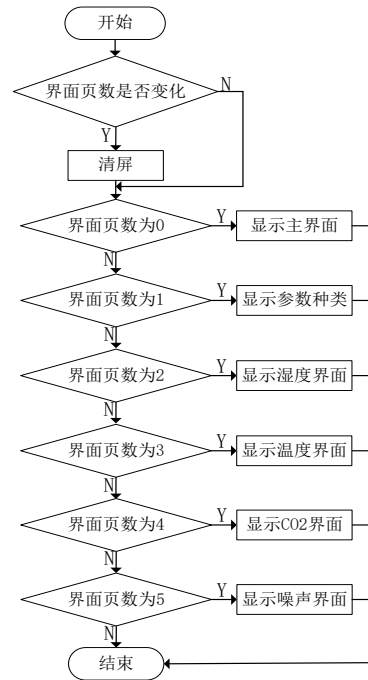 开始
界面页数是否变化
N
Y
清屏
界面页数为0
Y
显示主界面
N
界面页数为1
Y
显示参数种类
N
界面页数为2
Y
显示湿度界面
N
界面页数为3
Y
显示温度界面
N
界面页数为4
Y
显示CO2界面
N
界面页数为5
Y
显示噪声界面
N
结束